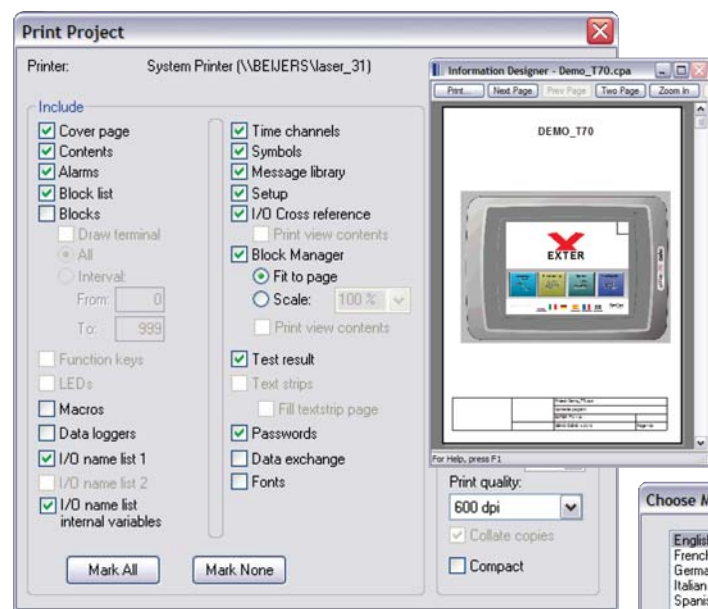 Print Project
Printer: System Printer (\\BEIJERS\laser_31)
Include
Cover page
Contents
Alarms
Block list
Blocks
Draw terminal
All
Interval:
From: 0
To: 999
Function keys
LEDs
Macros
Data loggers
I/O name list 1
I/O name list 2
I/O name list
internal variables
Time channels
Symbols
Message library
Setup
I/O Cross reference
Print view contents
Block Manager
Fit to page
Scale: 100 %
Print view contents
Test result
Text strips
Fill textstrip page
Passwords
Data exchange
Fonts
Mark All Mark None
Information Designer - Demo_T70.cpa
Print... Next Page Prev Page Two Page Zoom In
DEMO_T70
X
EXTER
For Help, press F1
Print quality:
600 dpi
Collate copies
Compact
Choose M
Englis
French
Germa
Italian
Spanis